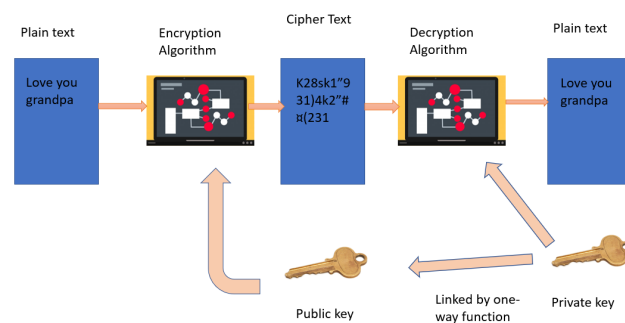 Plain text
Encryption
Algorithm
Cipher Text
Decryption
Algorithm
Plain text
Love you
grandpa
K28sk1”9
31)4k2”#
¤(231
Love you
grandpa
Public key
Linked by one-
way function
Private key